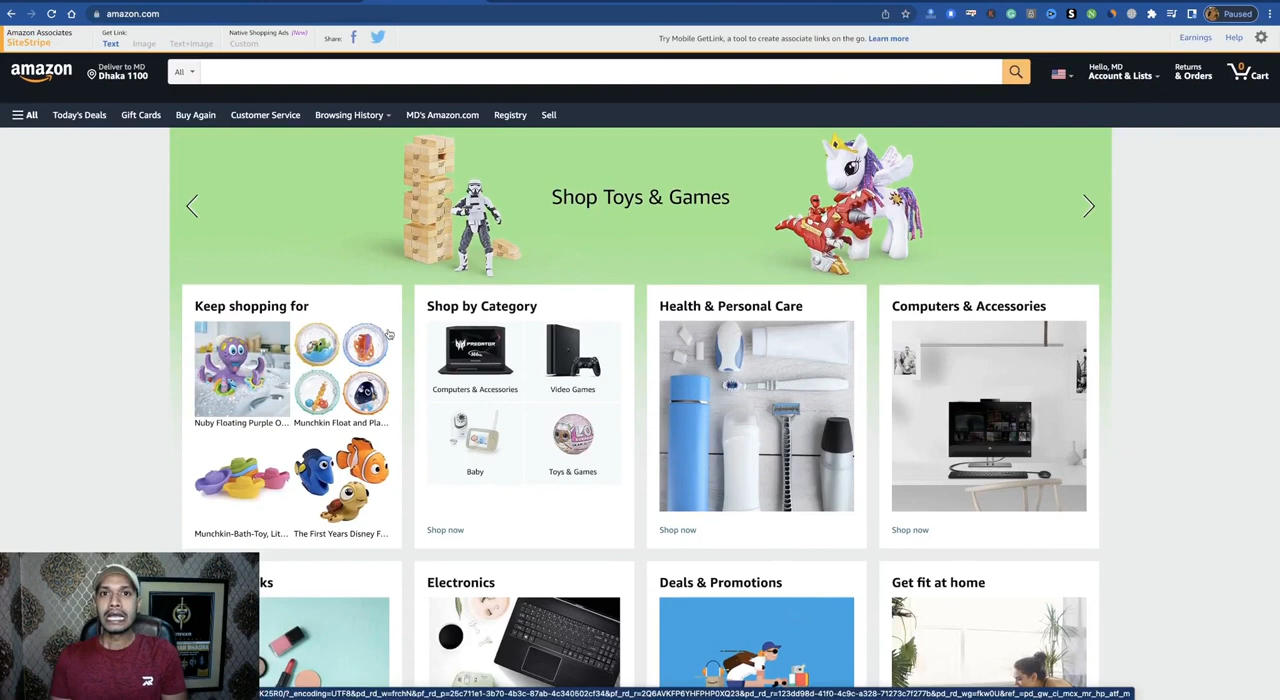 amazon.com
Paused
Amazon Associates
SiteStripe
Get Link:
Text Image Text+Image
Native Shopping Ads (New)
Custom
Share:
Try Mobile GetLink, a tool to create associate links on the go. Learn more
Earnings Help
amazon
Deliver to MD
Dhaka 1100
All
Hello, MD
Account & Lists
Returns
& Orders
0
Cart
All Today's Deals Gift Cards Buy Again Customer Service Browsing History MD's Amazon.com Registry Sell
Shop Toys & Games
Keep shopping for
Nuby Floating Purple O... Munchkin Float and Pla...
Munchkin-Bath-Toy, Lit... The First Years Disney F...
Shop by Category
PREDATOR
Computers & Accessories Video Games
Baby Toys & Games
Shop now
Health & Personal Care
Shop now
Computers & Accessories
Shop now
ks
Electronics
Deals & Promotions
Get fit at home